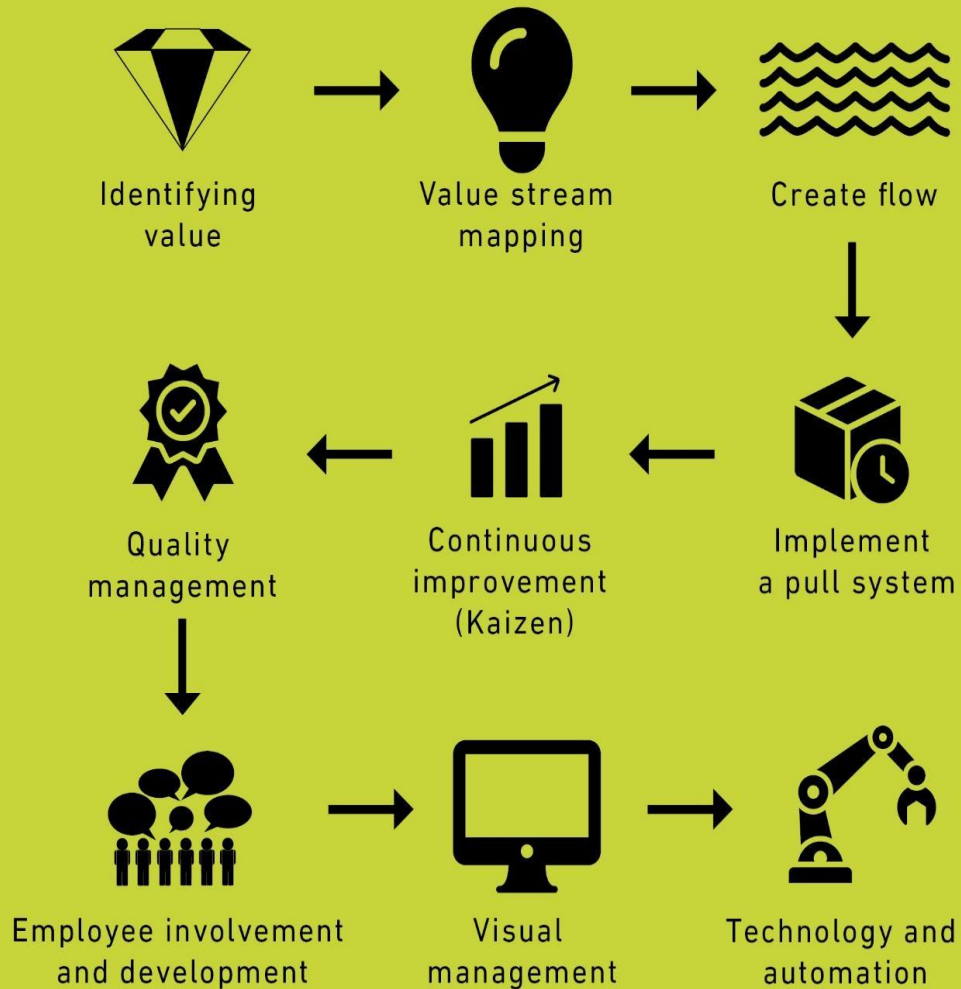 Identifying
value
Value stream
mapping
Create flow
Implement
a pull system
Continuous
improvement
(Kaizen)
Quality
management
Employee involvement
and development
Visual
management
Technology and
automation